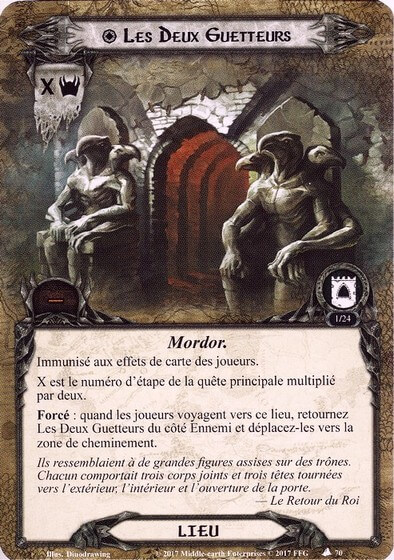 Les Deux Guetteurs
X
–
1/24
Mordor.
Immunisé aux effets de carte des joueurs.
X est le numéro d'étape de la quête principale multiplié
par deux.
Forcé : quand les joueurs voyagent vers ce lieu, retournez
Les Deux Guetteurs du côté Ennemi et déplacez-les vers la
zone de cheminement.
Ils ressemblaient à de grandes figures assises sur des trônes.
Chacun comportait trois corps joints et trois têtes tournées
vers l'extérieur, l'intérieur et l'ouverture de la porte.
— Le Retour du Roi
LIEU
Illus. Dinodrawing
© 2017 Middle-earth Enterprises © 2017 FFG
70